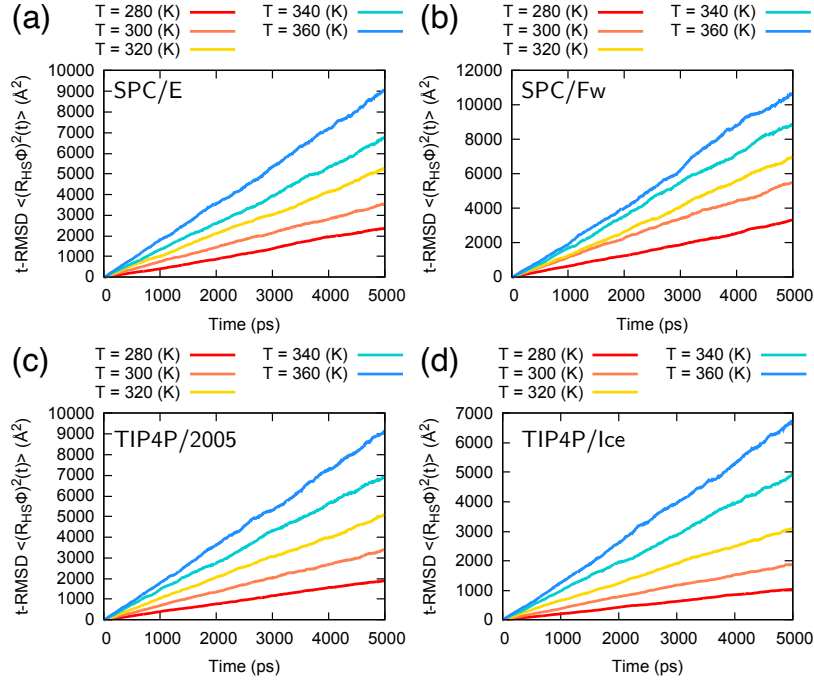 (a)
T = 280 (K) T = 340 (K)
T = 300 (K) T = 360 (K)
T = 320 (K)
SPC/E
t-RMSD <(R_HS Φ)²(t)> (Å²)
10000
9000
8000
7000
6000
5000
4000
3000
2000
1000
0
0 1000 2000 3000 4000 5000
Time (ps)
(b)
T = 280 (K) T = 340 (K)
T = 300 (K) T = 360 (K)
T = 320 (K)
SPC/Fw
t-RMSD <(R_HS Φ)²(t)> (Å²)
12000
10000
8000
6000
4000
2000
0
0 1000 2000 3000 4000 5000
Time (ps)
(c)
T = 280 (K) T = 340 (K)
T = 300 (K) T = 360 (K)
T = 320 (K)
TIP4P/2005
t-RMSD <(R_HS Φ)²(t)> (Å²)
10000
9000
8000
7000
6000
5000
4000
3000
2000
1000
0
0 1000 2000 3000 4000 5000
Time (ps)
(d)
T = 280 (K) T = 340 (K)
T = 300 (K) T = 360 (K)
T = 320 (K)
TIP4P/Ice
t-RMSD <(R_HS Φ)²(t)> (Å²)
7000
6000
5000
4000
3000
2000
1000
0
0 1000 2000 3000 4000 5000
Time (ps)